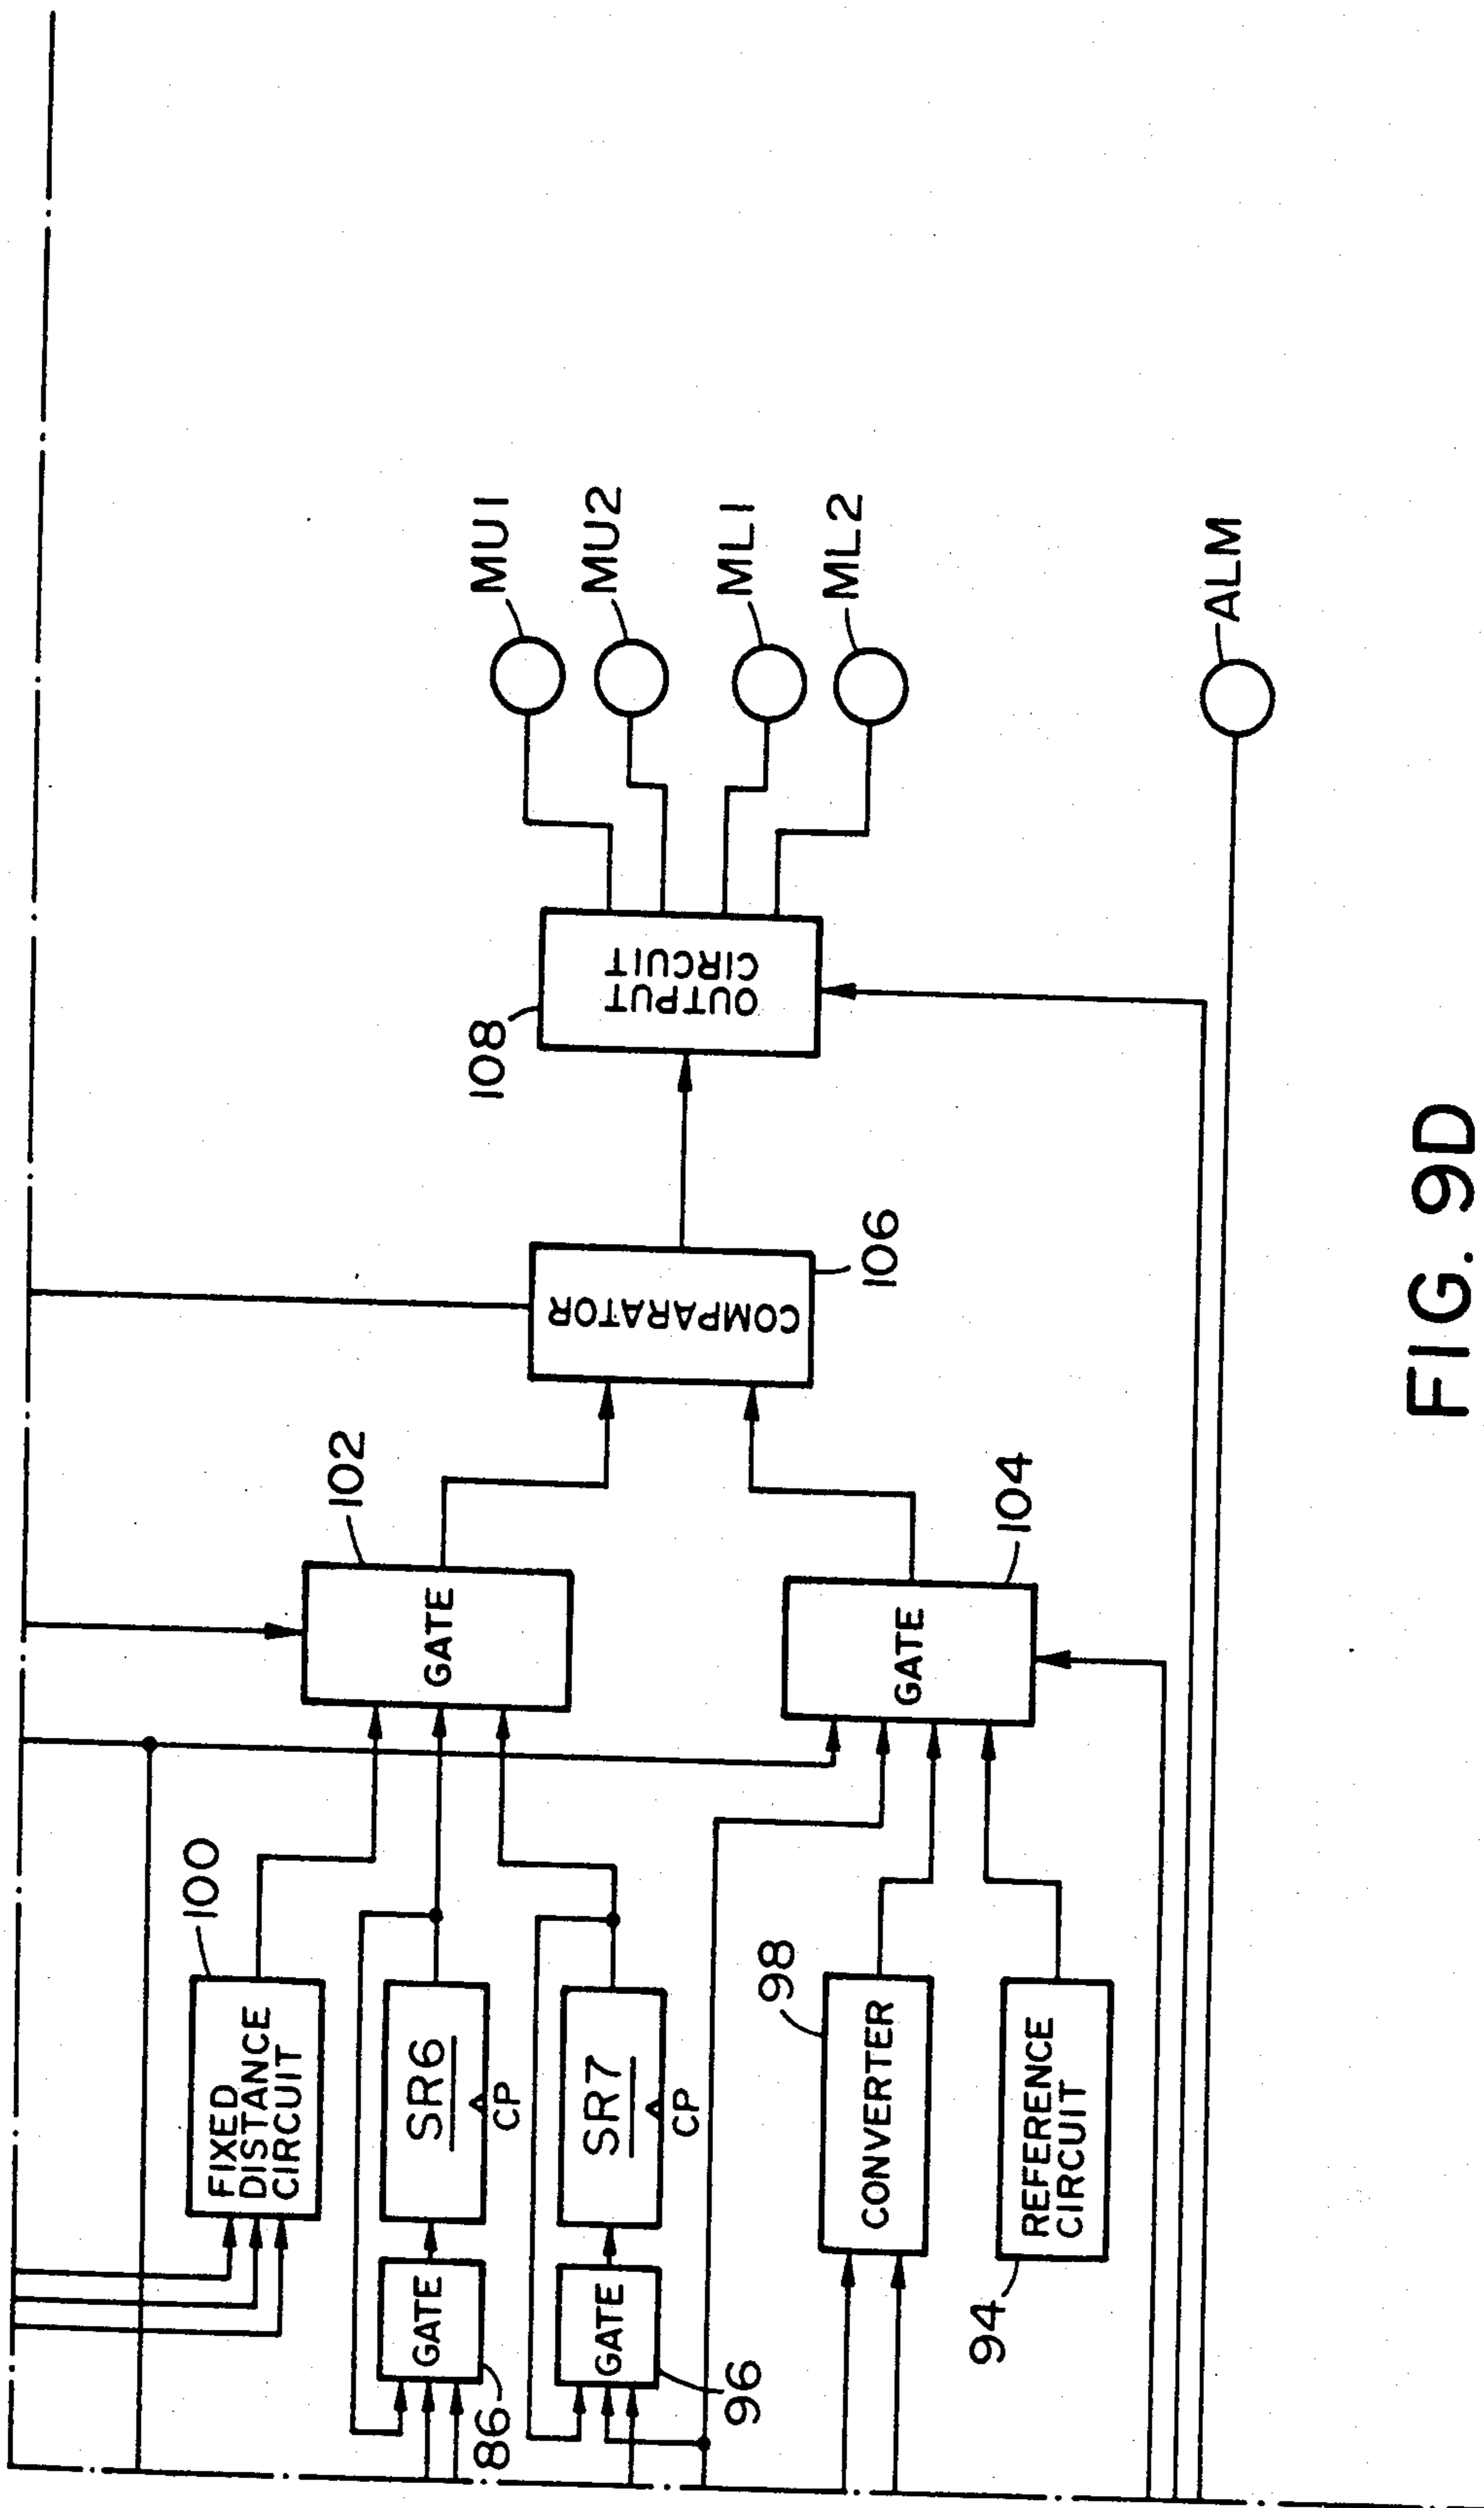 100
FIXED
DISTANCE
CIRCUIT
SR6
CP
GATE
86
SR7
CP
GATE
96
98
CONVERTER
94
REFERENCE
CIRCUIT
102
GATE
104
GATE
COMPARATOR
106
108
OUTPUT
CIRCUIT
MU1
MU2
ML1
ML2
ALM
FIG. 9D